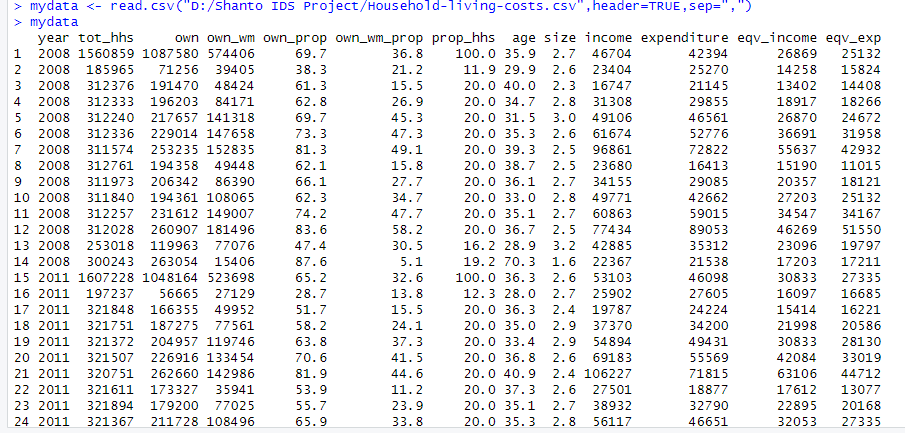 > mydata <- read.csv("D:/Shanto IDS Project/Household-living-costs.csv",header=TRUE,sep=",")
> mydata
year tot_hhs own own_wm own_prop own_wm_prop prop_hhs age size income expenditure eqv_income eqv_exp
1 2008 1560859 1087580 574406 69.7 36.8 100.0 35.9 2.7 46704 42394 26869 25132
2 2008 185965 71256 39405 38.3 21.2 11.9 29.9 2.6 23404 25270 14258 15824
3 2008 312376 191470 48424 61.3 15.5 20.0 40.0 2.3 16747 21145 13402 14408
4 2008 312333 196203 84171 62.8 26.9 20.0 34.7 2.8 31308 29855 18917 18266
5 2008 312240 217657 141318 69.7 45.3 20.0 31.5 3.0 49106 46561 26870 24672
6 2008 312336 229014 147658 73.3 47.3 20.0 35.3 2.6 61674 52776 36691 31958
7 2008 311574 253235 152835 81.3 49.1 20.0 39.3 2.5 96861 72822 55637 42932
8 2008 312761 194358 49448 62.1 15.8 20.0 38.7 2.5 23680 16413 15190 11015
9 2008 311973 206342 86390 66.1 27.7 20.0 36.1 2.7 34155 29085 20357 18121
10 2008 311840 194361 108065 62.3 34.7 20.0 33.0 2.8 49771 42662 27203 25132
11 2008 312257 231612 149007 74.2 47.7 20.0 35.1 2.7 60863 59015 34547 34167
12 2008 312028 260907 181496 83.6 58.2 20.0 36.7 2.5 77434 89053 46269 51550
13 2008 253018 119963 77076 47.4 30.5 16.2 28.9 3.2 42885 35312 23096 19797
14 2008 300243 263054 15406 87.6 5.1 19.2 70.3 1.6 22367 21538 17203 17211
15 2011 1607228 1048164 523698 65.2 32.6 100.0 36.3 2.6 53103 46098 30833 27335
16 2011 197237 56665 27129 28.7 13.8 12.3 28.0 2.7 25902 27605 16097 16685
17 2011 321848 166355 49952 51.7 15.5 20.0 36.3 2.4 19787 24224 15414 16221
18 2011 321751 187275 77561 58.2 24.1 20.0 35.0 2.9 37370 34200 21998 20586
19 2011 321372 204957 119746 63.8 37.3 20.0 33.4 2.9 54894 49431 30833 28130
20 2011 321507 226916 133454 70.6 41.5 20.0 36.8 2.6 69183 55569 42084 33019
21 2011 320751 262660 142986 81.9 44.6 20.0 40.9 2.4 106227 71815 63106 44712
22 2011 321611 173327 35941 53.9 11.2 20.0 37.3 2.6 27501 18877 17612 13077
23 2011 321894 179200 77025 55.7 23.9 20.0 35.1 2.7 38932 32790 22895 20168
24 2011 321367 211728 108496 65.9 33.8 20.0 35.3 2.8 56117 46651 32053 27335